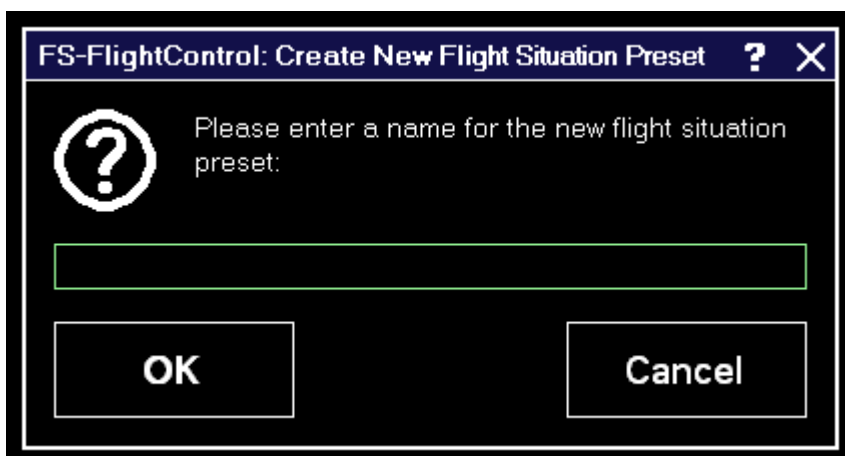 FS-FlightControl: Create New Flight Situation Preset ? X
Please enter a name for the new flight situation
preset:
OK
Cancel